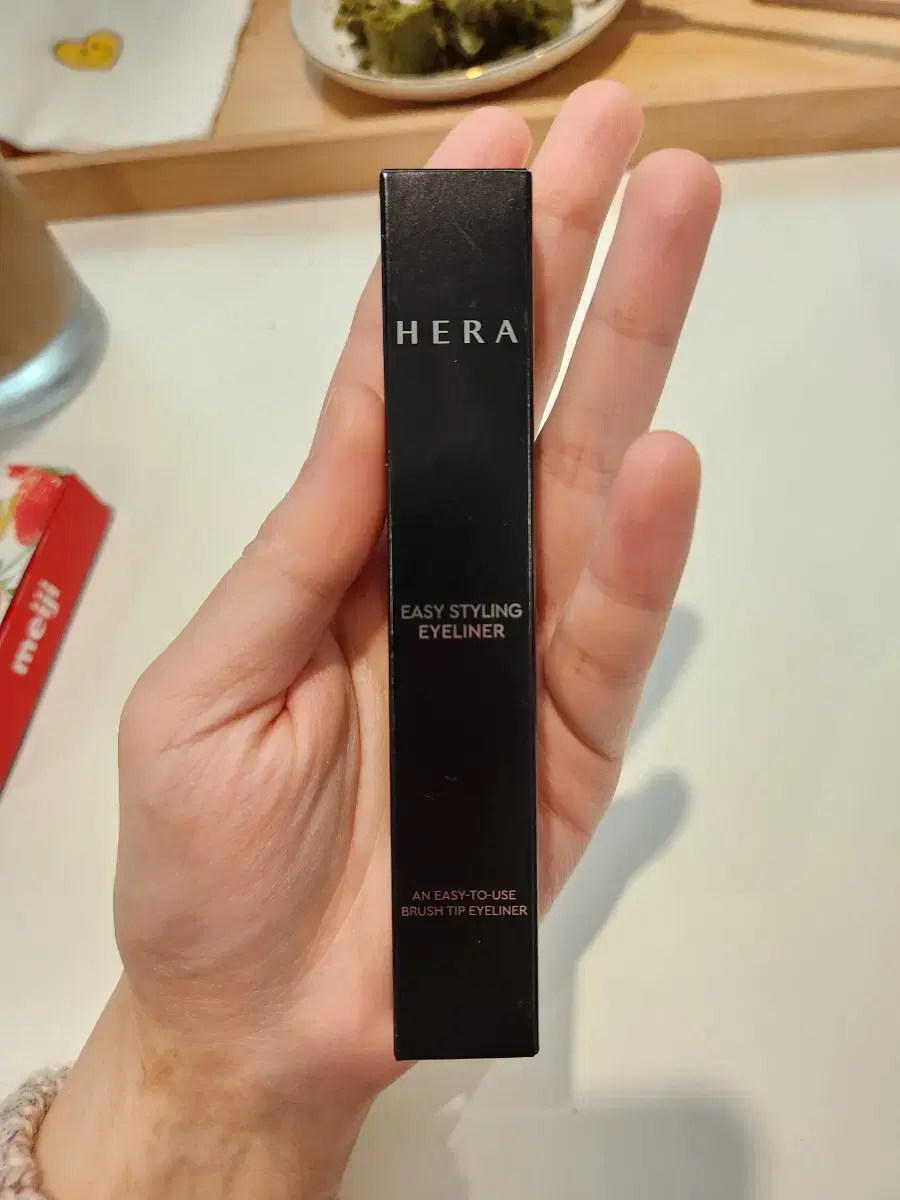 HERA
EASY STYLING
EYELINER
AN EASY-TO-USE
BRUSH TIP EYELINER
meiji